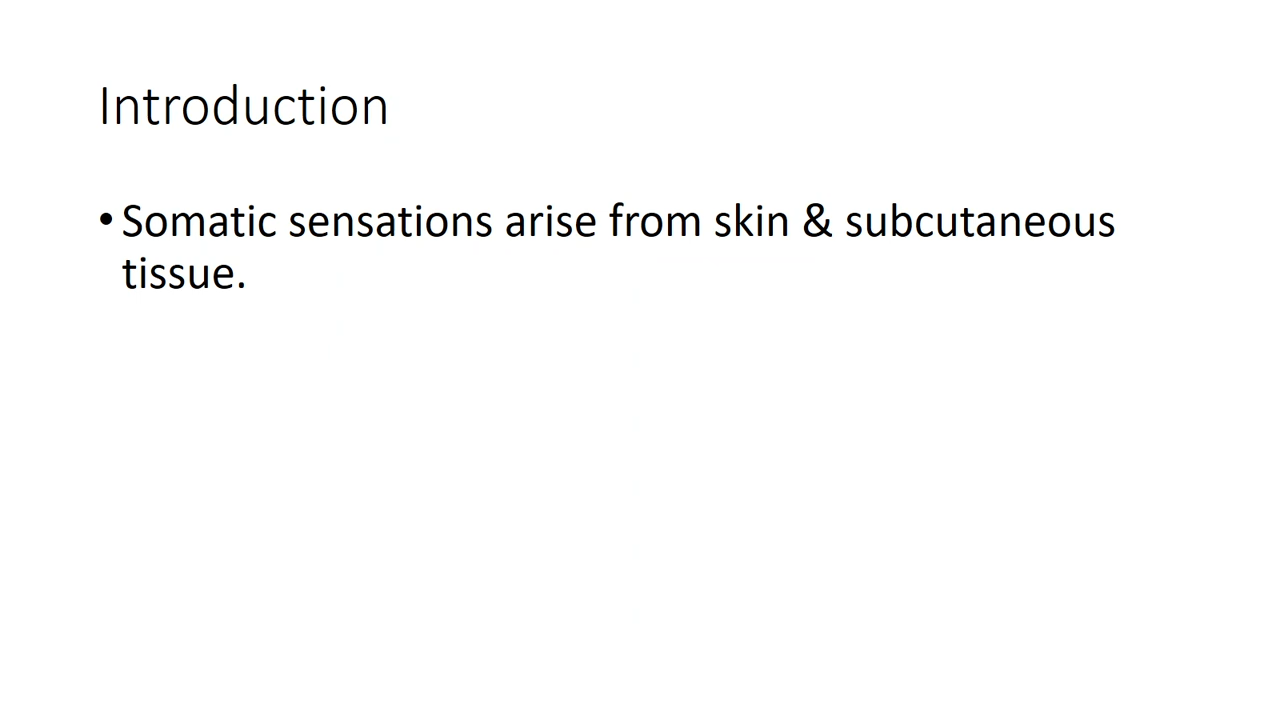 Introduction
• Somatic sensations arise from skin & subcutaneous
tissue.